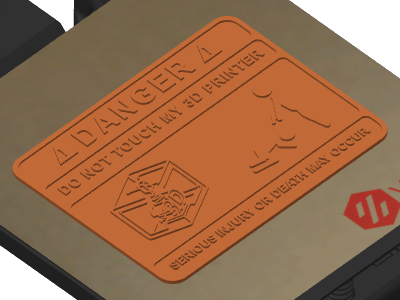 ⚠ DANGER ⚠
DO NOT TOUCH MY 3D PRINTER
SERIOUS INJURY OR DEATH MAY OCCUR